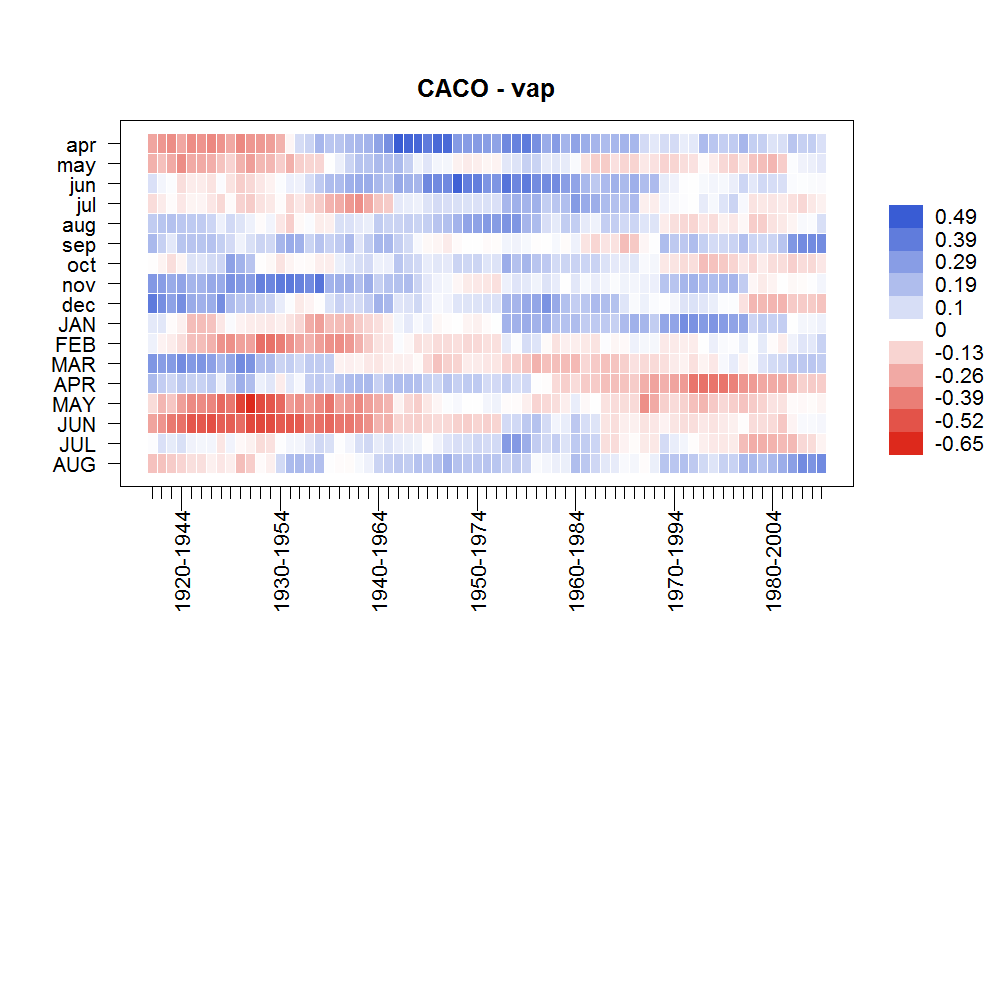 CACO - vap
apr
may
jun
jul
aug
sep
oct
nov
dec
JAN
FEB
MAR
APR
MAY
JUN
JUL
AUG
0.49
0.39
0.29
0.19
0.1
0
-0.13
-0.26
-0.39
-0.52
-0.65
1920-1944
1930-1954
1940-1964
1950-1974
1960-1984
1970-1994
1980-2004